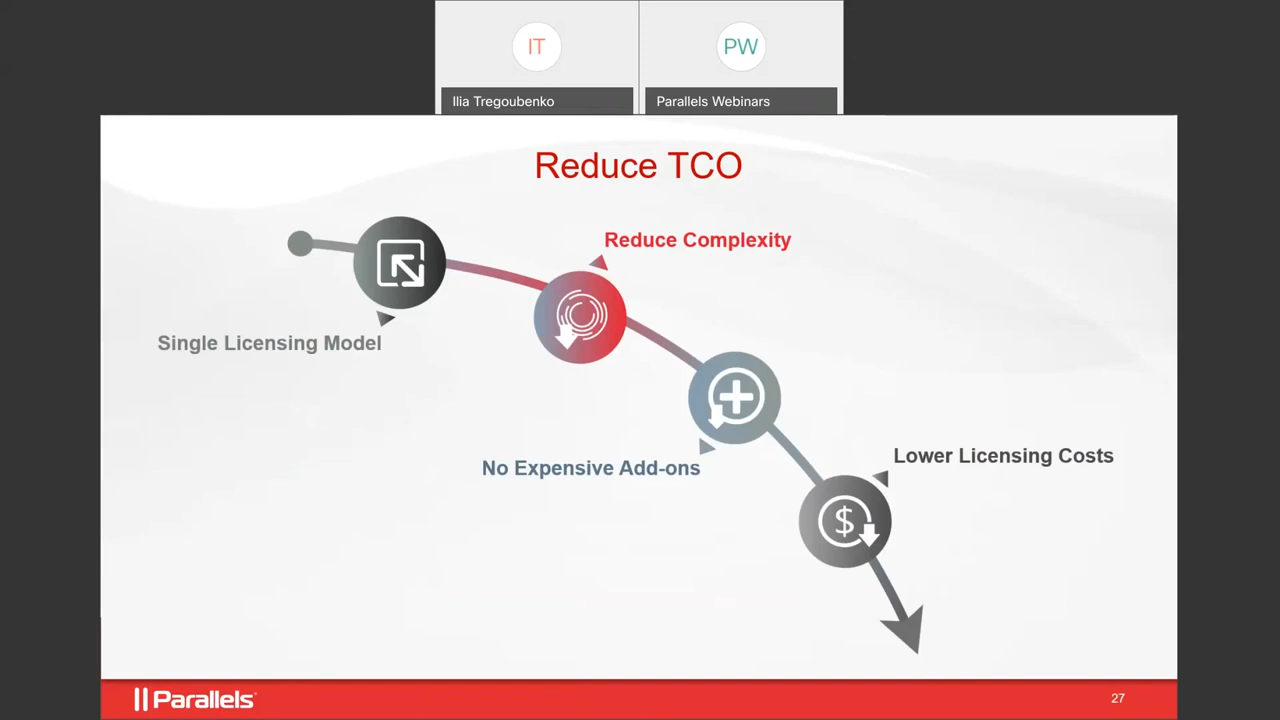 IT
PW
Ilia Tregoubenko
Parallels Webinars
Reduce TCO
Reduce Complexity
Single Licensing Model
No Expensive Add-ons
Lower Licensing Costs
$
Parallels®
27